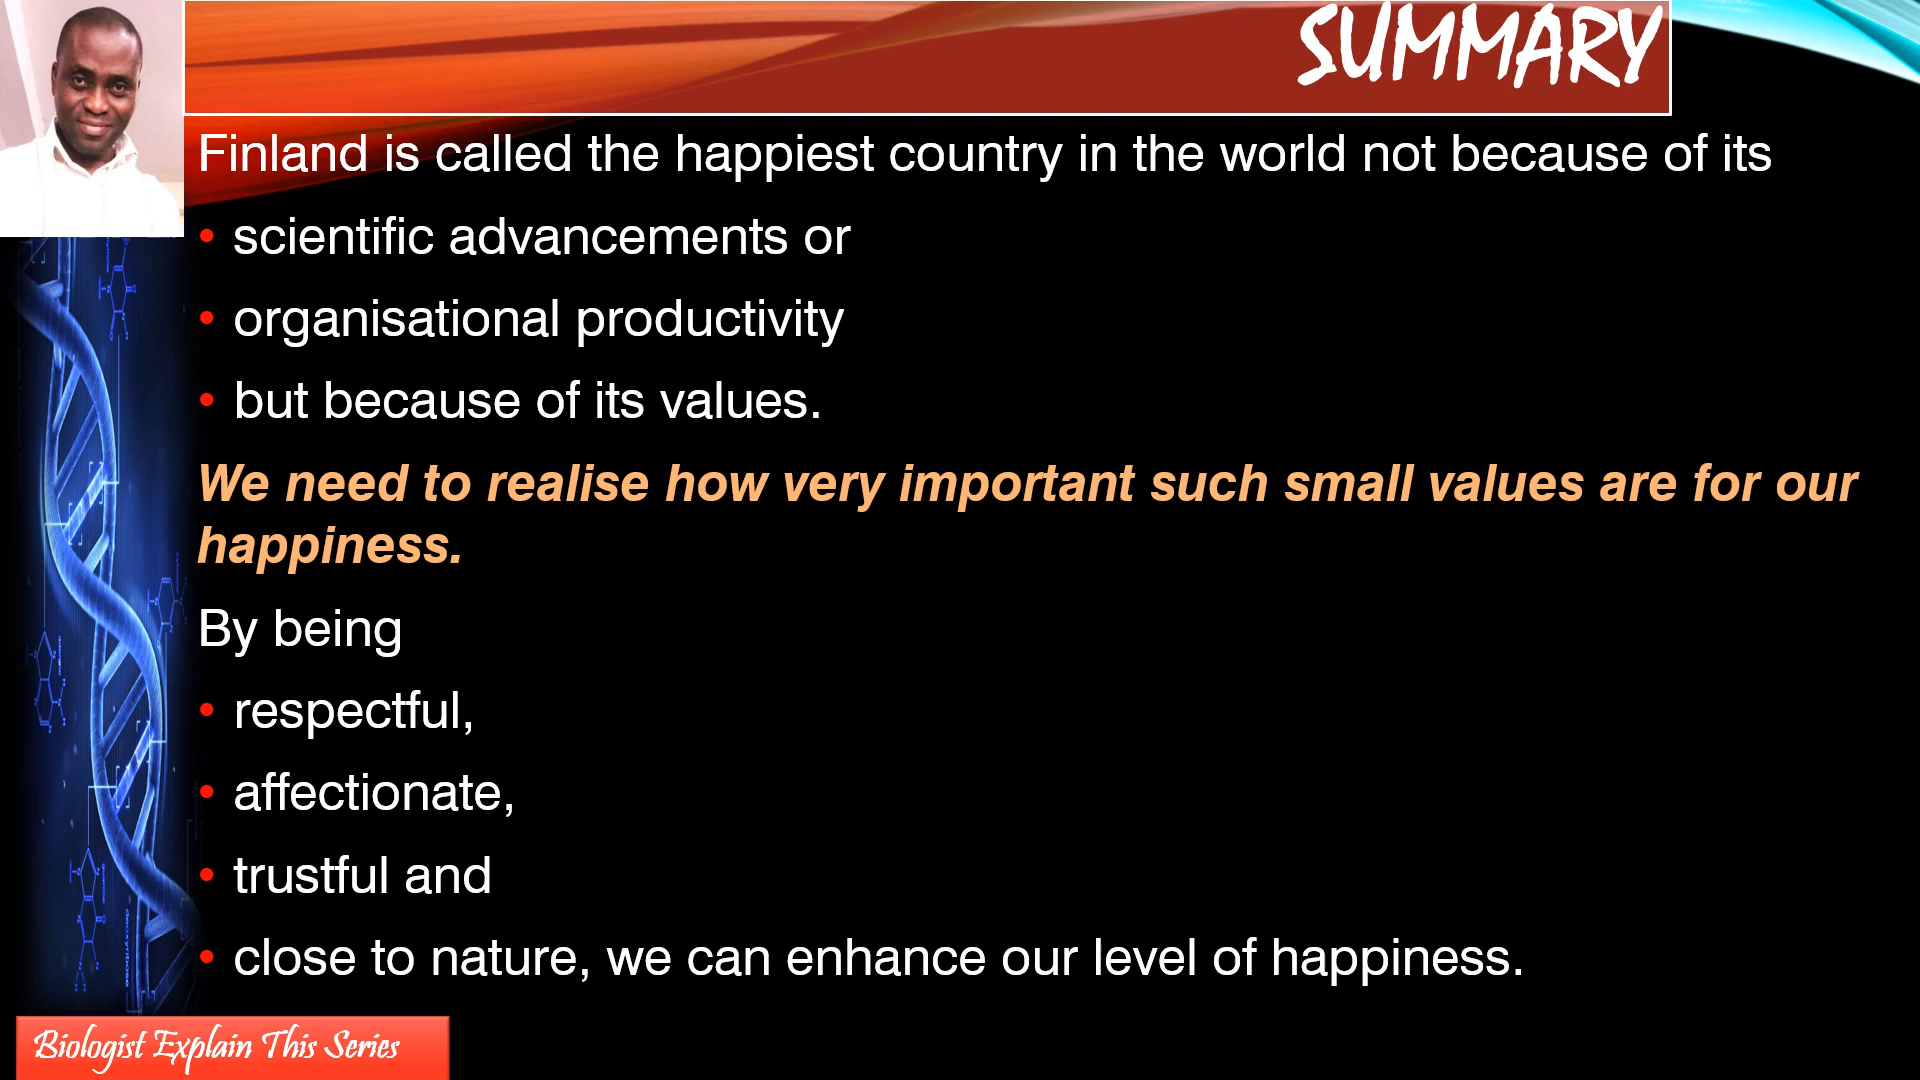 SUMMARY
Finland is called the happiest country in the world not because of its
• scientific advancements or
• organisational productivity
• but because of its values.
We need to realise how very important such small values are for our
happiness.
By being
• respectful,
• affectionate,
• trustful and
• close to nature, we can enhance our level of happiness.
Biologist Explain This Series